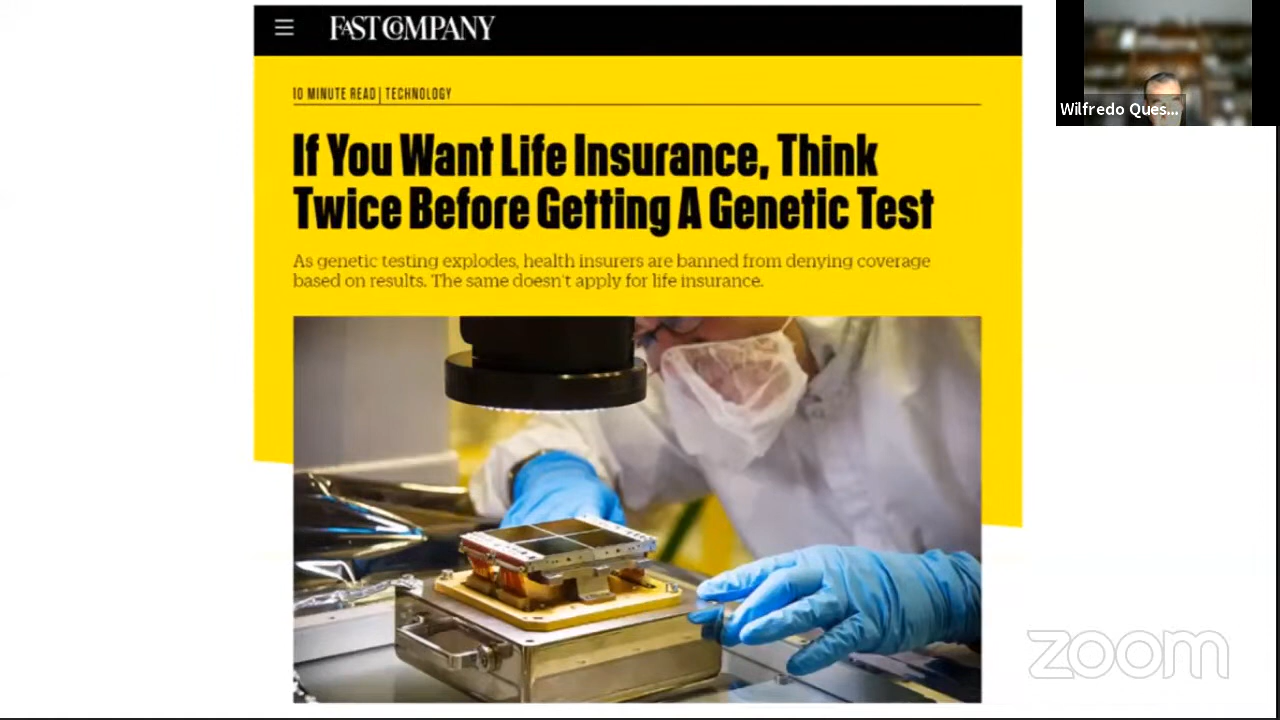 FAST COMPANY
Wilfredo Ques...
10 MINUTE READ | TECHNOLOGY
If You Want Life Insurance, Think
Twice Before Getting A Genetic Test
As genetic testing explodes, health insurers are banned from denying coverage
based on results. The same doesn't apply for life insurance.
zoom